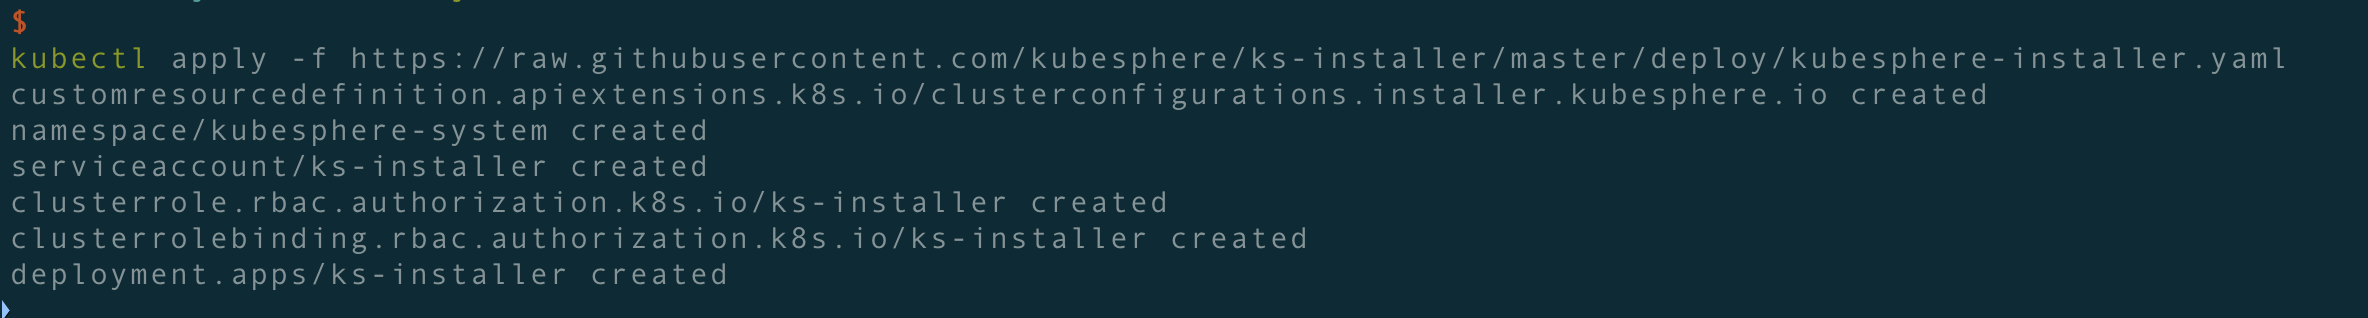 $
kubectl apply -f https://raw.githubusercontent.com/kubesphere/ks-installer/master/deploy/kubesphere-installer.yaml
customresourcedefinition.apiextensions.k8s.io/clusterconfigurations.installer.kubesphere.io created
namespace/kubesphere-system created
serviceaccount/ks-installer created
clusterrole.rbac.authorization.k8s.io/ks-installer created
clusterrolebinding.rbac.authorization.k8s.io/ks-installer created
deployment.apps/ks-installer created